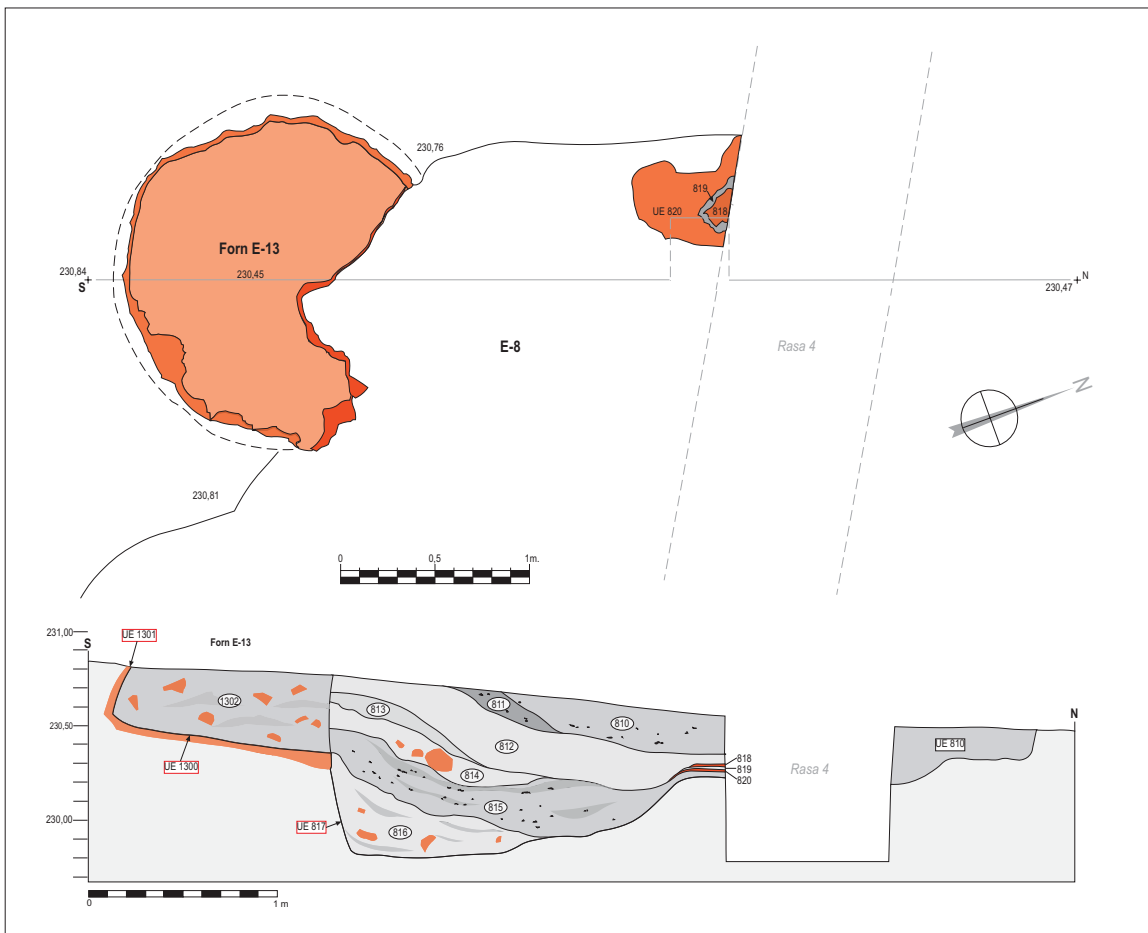 230,76
819
UE 820
818
Forn E-13
230,84
S
230,45
N
230,47
E-8
Rasa 4
N
230,81
0
0,5
1m.
231,00
S
UE 1301
Forn E-13
1302
813
811
810
230,50
812
N
UE 810
814
818
819
820
Rasa 4
UE 1300
815
230,00
UE 817
816
0
1 m